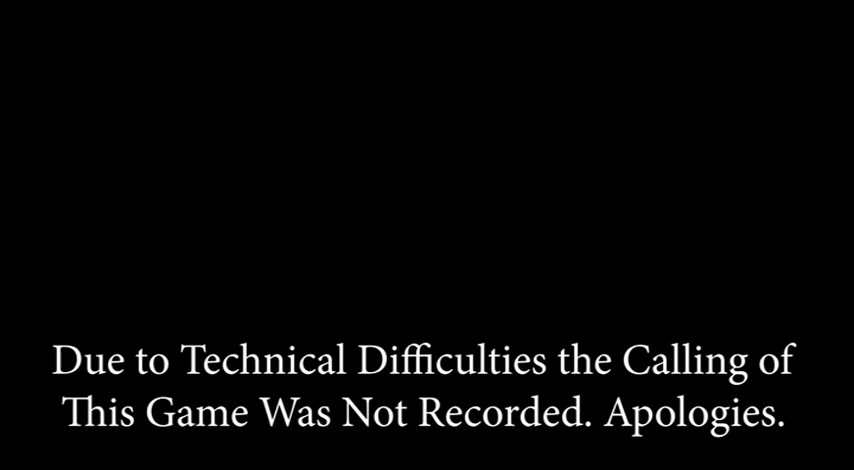 Due to Technical Difficulties the Calling of
This Game Was Not Recorded. Apologies.